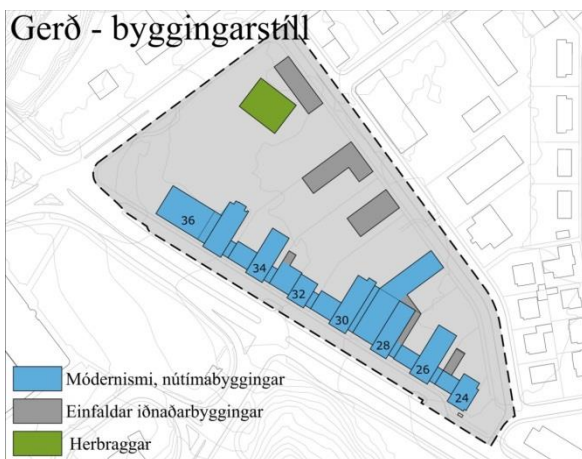 Gerð - byggingarstíll
36
34
32
30
28
26
24
Módernismi, nútímabyggingar
Einfaldar iðnaðarbyggingar
Herbraggar